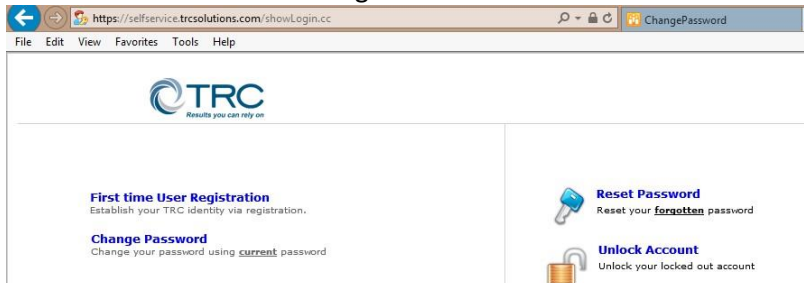 https://selfservice.trcsolutions.com/showLogin.cc
ChangePassword
File Edit View Favorites Tools Help
TRC
Results you can rely on
First time User Registration
Establish your TRC identity via registration.
Change Password
Change your password using current password
Reset Password
Reset your forgotten password
Unlock Account
Unlock your locked out account